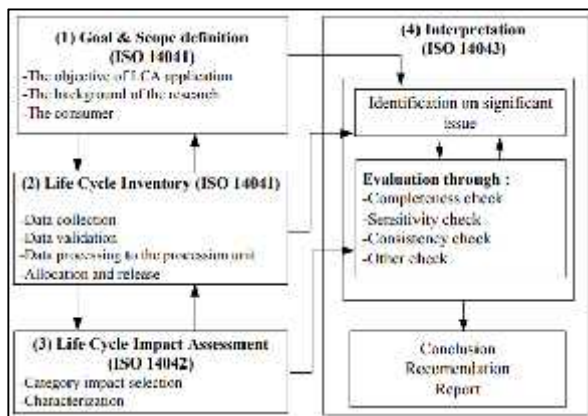 (1) Goal & Scope definition
(ISO 14041)
-The objective of LCA application
-The background of the research
-The consumer
(2) Life Cycle Inventory (ISO 14041)
-Data collection
-Data validation
-Data processing to the procession unit
-Allocation and release
(3) Life Cycle Impact Assessment
(ISO 14042)
-Category impact selection
-Characterization
(4) Interpretation
(ISO 14043)
Identification on significant
issue
Evaluation through :
-Completeness check
-Sensitivity check
-Consistency check
-Other check
Conclusion
Recomendation
Report